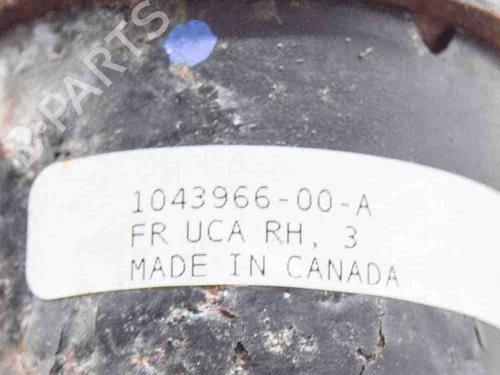 B-PARTS
1043966-00-A
FR UCA RH, 3
MADE IN CANADA